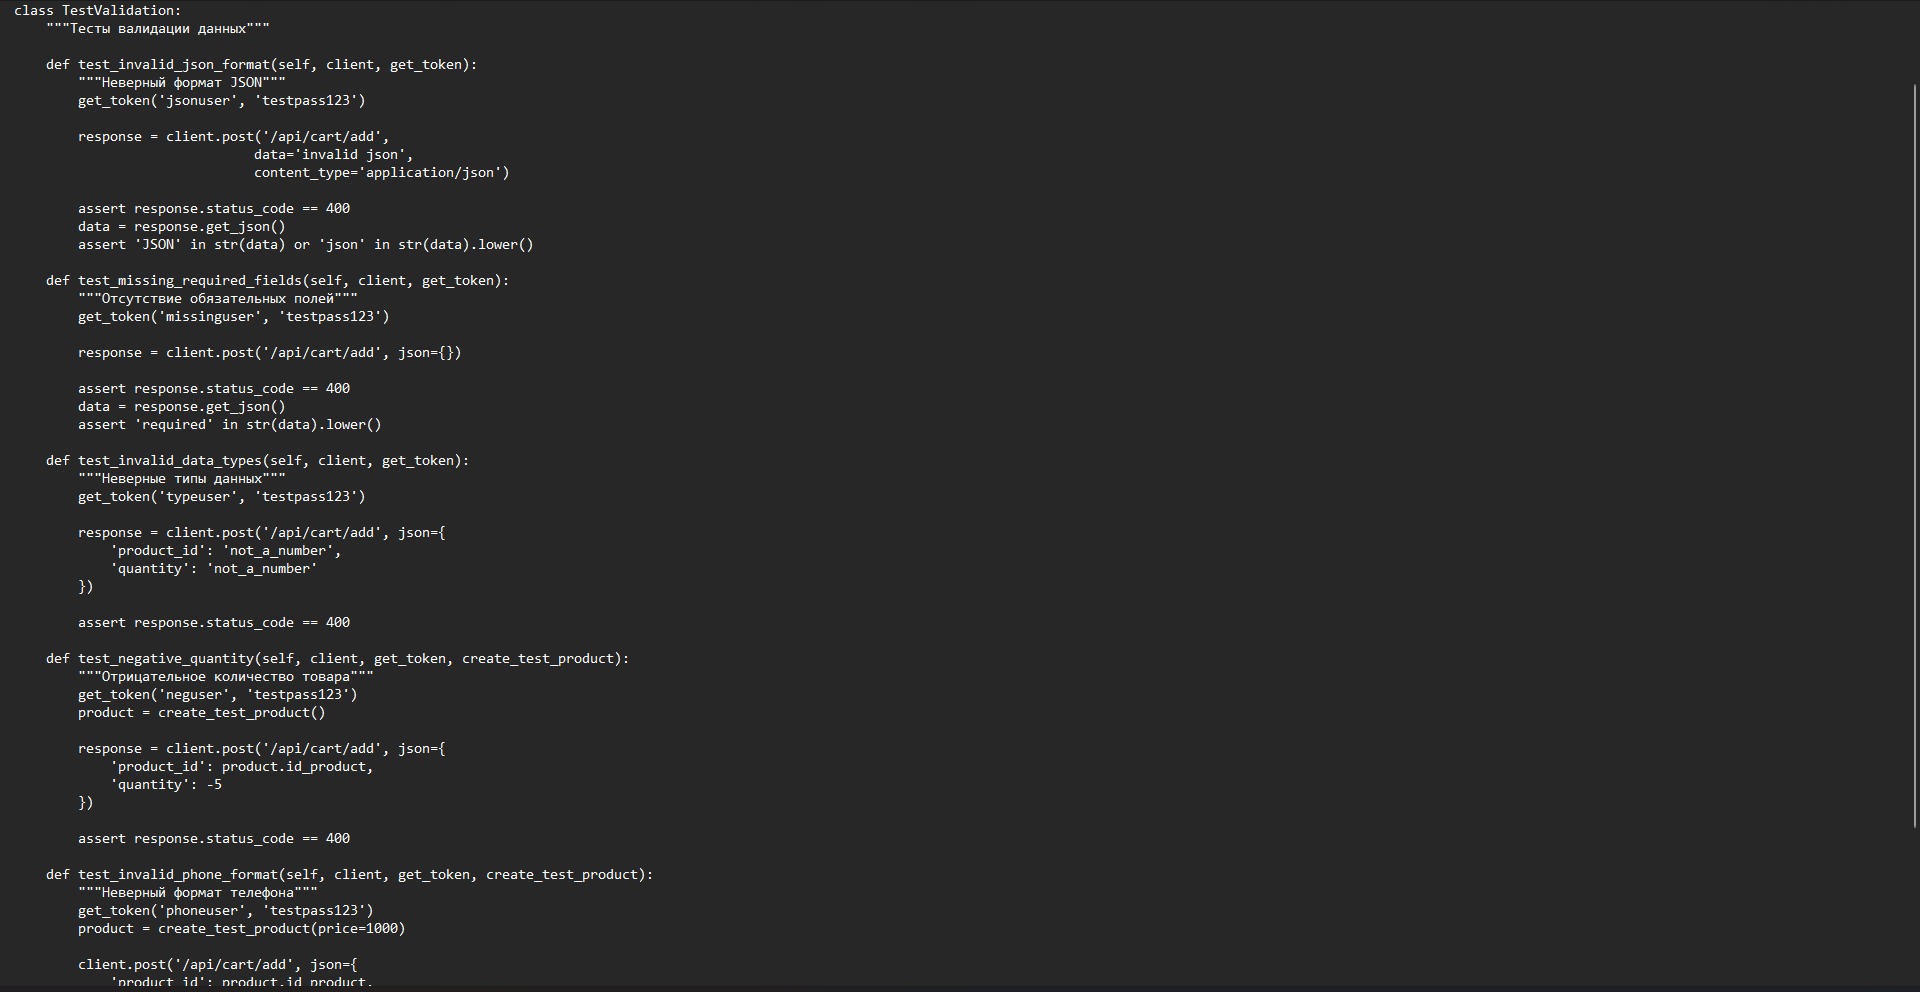 class TestValidation:
    """Тесты валидации данных"""
    def test_invalid_json_format(self, client, get_token):
        """Неверный формат JSON"""
        get_token('jsonuser', 'testpass123')
        response = client.post('/api/cart/add',
                              data='invalid json',
                              content_type='application/json')
        assert response.status_code == 400
        data = response.get_json()
        assert 'JSON' in str(data) or 'json' in str(data).lower()
    def test_missing_required_fields(self, client, get_token):
        """Отсутствие обязательных полей"""
        get_token('missinguser', 'testpass123')
        response = client.post('/api/cart/add', json={})
        assert response.status_code == 400
        data = response.get_json()
        assert 'required' in str(data).lower()
    def test_invalid_data_types(self, client, get_token):
        """Неверные типы данных"""
        get_token('typeuser', 'testpass123')
        response = client.post('/api/cart/add', json={
            'product_id': 'not_a_number',
            'quantity': 'not_a_number'
        })
        assert response.status_code == 400
    def test_negative_quantity(self, client, get_token, create_test_product):
        """Отрицательное количество товара"""
        get_token('neguser', 'testpass123')
        product = create_test_product()
        response = client.post('/api/cart/add', json={
            'product_id': product.id_product,
            'quantity': -5
        })
        assert response.status_code == 400
    def test_invalid_phone_format(self, client, get_token, create_test_product):
        """Неверный формат телефона"""
        get_token('phoneuser', 'testpass123')
        product = create_test_product(price=1000)
        client.post('/api/cart/add', json={
            'product_id': product.id_product,